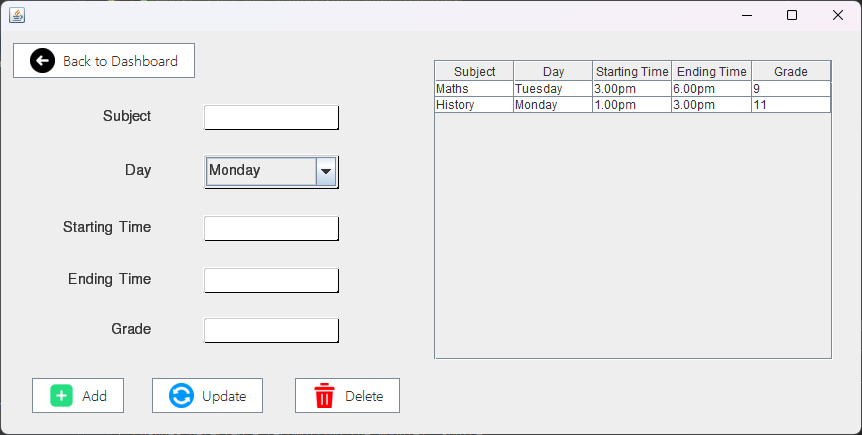 Back to Dashboard
Subject
Day
Monday
Starting Time
Ending Time
Grade
Add Update Delete
Subject Day Starting Time Ending Time Grade
Maths Tuesday 3.00pm 6.00pm 9
History Monday 1.00pm 3.00pm 11